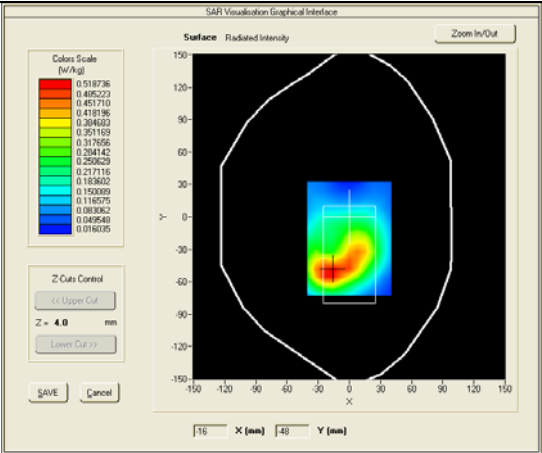 SAR Visualisation Graphical Interface
Surface Radiated Intensity
Zoom In/Out
Colors Scale
(W/kg)
0.518736
0.485223
0.451710
0.418196
0.384683
0.351169
0.317656
0.284142
0.250629
0.217116
0.183602
0.150089
0.116575
0.083062
0.049548
0.016035
150
120
90
60
30
0
-30
-60
-90
-120
-150
Y
-150 -120 -90 -60 -30 0 30 60 90 120 150
X
Z-Cuts Control
<< Upper Cut
Z = 4.0 mm
Lower Cut >>
SAVE Cancel
-16 X (mm) -48 Y (mm)